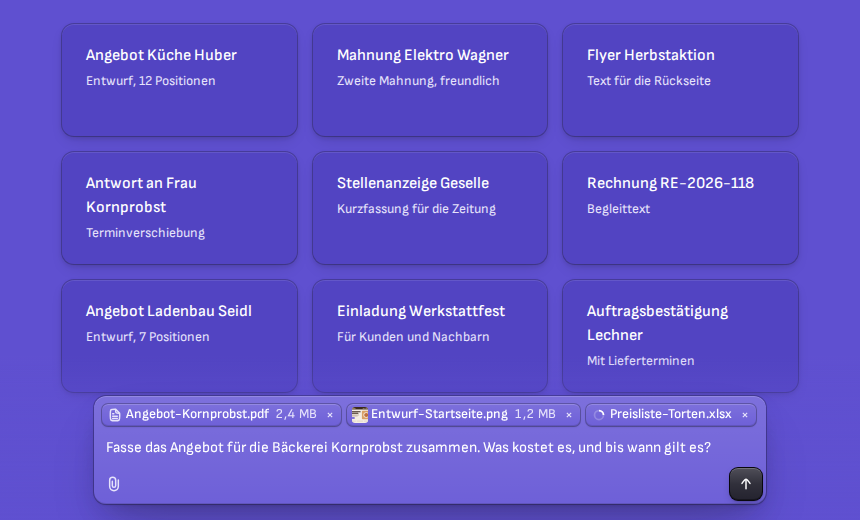 Angebot Küche Huber
Entwurf, 12 Positionen
Mahnung Elektro Wagner
Zweite Mahnung, freundlich
Flyer Herbstaktion
Text für die Rückseite
Antwort an Frau
Kornprobst
Terminverschiebung
Stellenanzeige Geselle
Kurzfassung für die Zeitung
Rechnung RE-2026-118
Begleittext
Angebot Ladenbau Seidl
Entwurf, 7 Positionen
Einladung Werkstattfest
Für Kunden und Nachbarn
Auftragsbestätigung
Lechner
Mit Lieferterminen
Angebot-Kornprobst.pdf 2,4 MB ×
Entwurf-Startseite.png 1,2 MB ×
Preisliste-Torten.xlsx ×
Fasse das Angebot für die Bäckerei Kornprobst zusammen. Was kostet es, und bis wann gilt es?